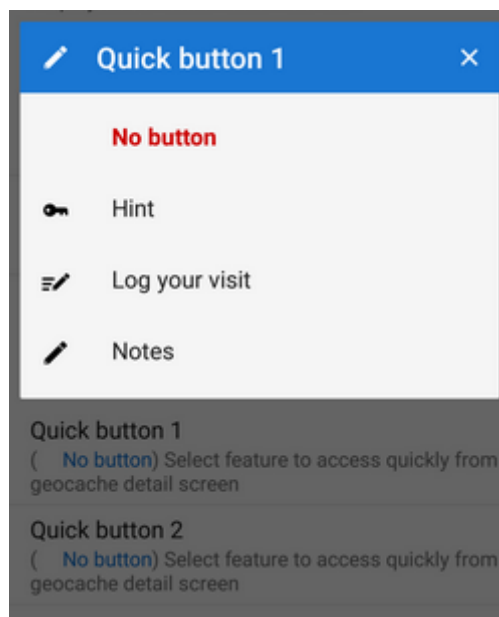 Quick button 1
No button
Hint
Log your visit
Notes
Quick button 1
( No button) Select feature to access quickly from
geocache detail screen
Quick button 2
( No button) Select feature to access quickly from
geocache detail screen